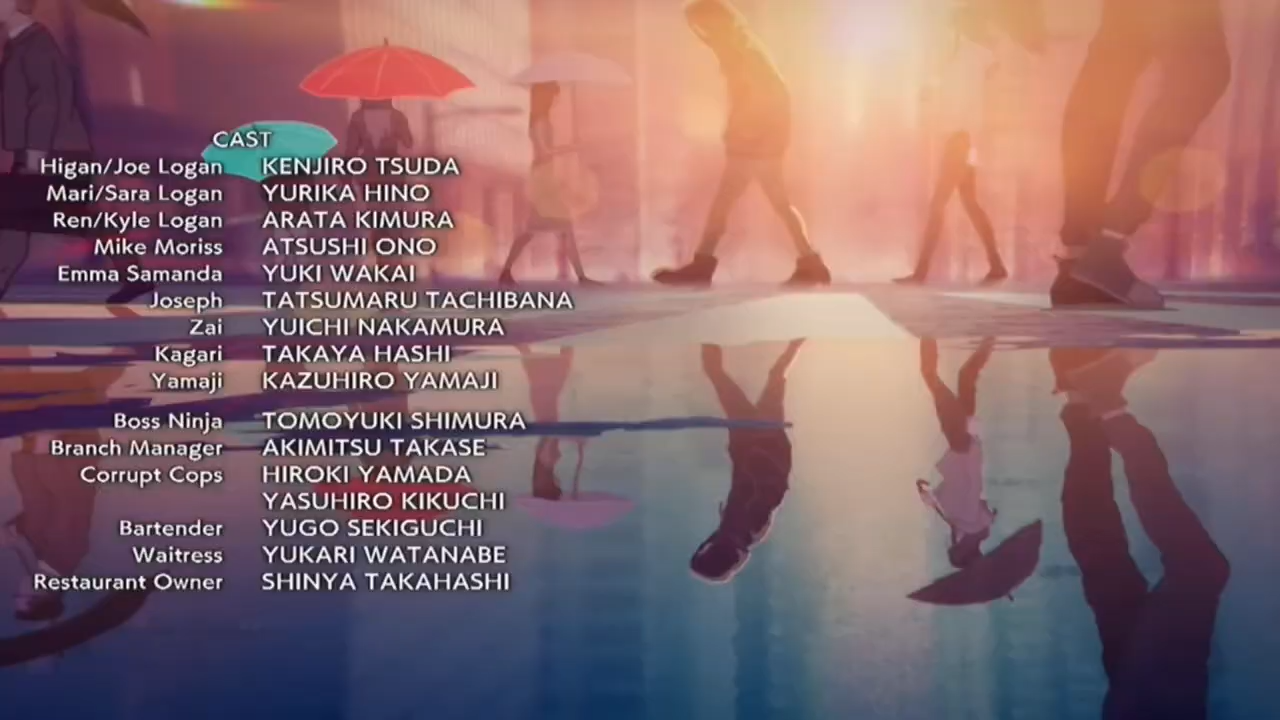 CAST
Higan/Joe Logan KENJIRO TSUDA
Mari/Sara Logan YURIKA HINO
Ren/Kyle Logan ARATA KIMURA
Mike Moriss ATSUSHI ONO
Emma Samanda YUKI WAKAI
Joseph TATSUMARU TACHIBANA
Zai YUICHI NAKAMURA
Kagari TAKAYA HASHI
Yamaji KAZUHIRO YAMAJI
Boss Ninja TOMOYUKI SHIMURA
Branch Manager AKIMITSU TAKASE
Corrupt Cops HIROKI YAMADA
YASUHIRO KIKUCHI
Bartender YUGO SEKIGUCHI
Waitress YUKARI WATANABE
Restaurant Owner SHINYA TAKAHASHI